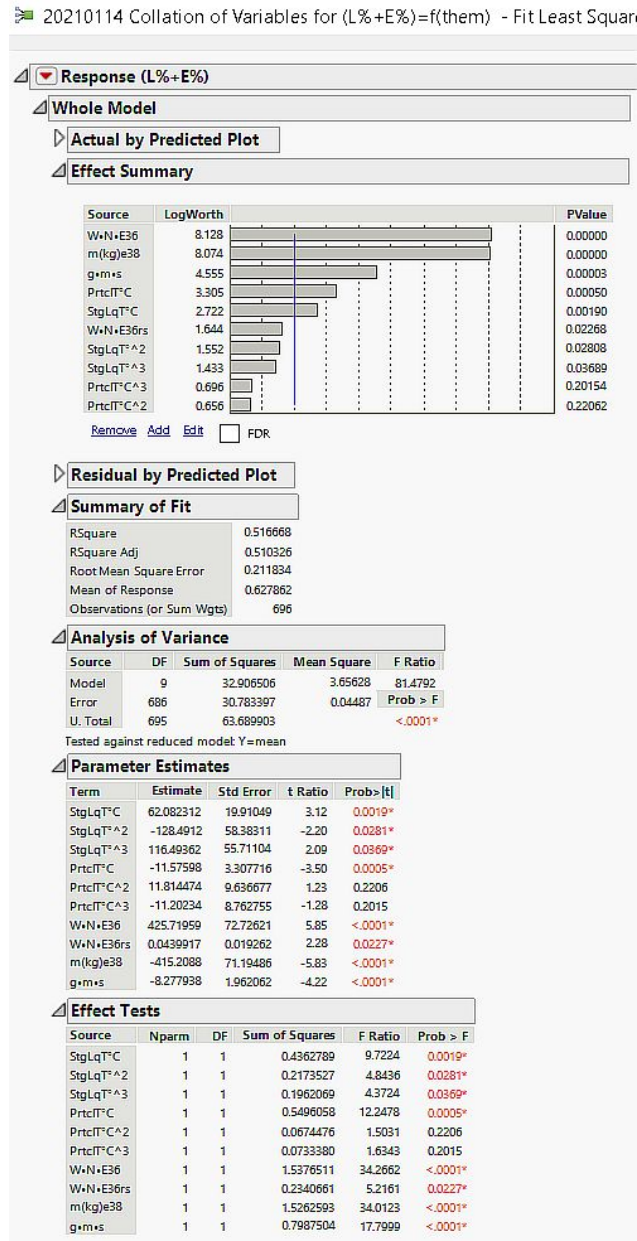 20210114 Collation of Variables for (L%+E%)=f(them) - Fit Least Square
Response (L%+E%)
Whole Model
Actual by Predicted Plot
Effect Summary
Source LogWorth PValue
W•N•E36 8.128 0.00000
m(kg)e38 8.074 0.00000
g•m•s 4.555 0.00003
PrtclT°C 3.305 0.00050
StgLqT°C 2.722 0.00190
W•N•E36rs 1.644 0.02268
StgLqT°^2 1.552 0.02808
StgLqT°^3 1.433 0.03689
PrtclT°C^3 0.696 0.20154
PrtclT°C^2 0.656 0.22062
Remove Add Edit FDR
Residual by Predicted Plot
Summary of Fit
RSquare 0.516668
RSquare Adj 0.510326
Root Mean Square Error 0.211834
Mean of Response 0.627862
Observations (or Sum Wgts) 696
Analysis of Variance
Source DF Sum of Squares Mean Square F Ratio
Model 9 32.906506 3.65628 81.4792
Error 686 30.783397 0.04487 Prob > F
U. Total 695 63.689903 <.0001*
Tested against reduced model: Y=mean
Parameter Estimates
Term Estimate Std Error t Ratio Prob>|t|
StgLqT°C 62.082312 19.91049 3.12 0.0019*
StgLqT°^2 -128.4912 58.38311 -2.20 0.0281*
StgLqT°^3 116.49362 55.71104 2.09 0.0369*
PrtclT°C -11.57598 3.307716 -3.50 0.0005*
PrtclT°C^2 11.814474 9.636677 1.23 0.2206
PrtclT°C^3 -11.20234 8.762755 -1.28 0.2015
W•N•E36 425.71959 72.72621 5.85 <.0001*
W•N•E36rs 0.0439917 0.019262 2.28 0.0227*
m(kg)e38 -415.2088 71.19486 -5.83 <.0001*
g•m•s -8.277938 1.962062 -4.22 <.0001*
Effect Tests
Source Nparm DF Sum of Squares F Ratio Prob > F
StgLqT°C 1 1 0.4362789 9.7224 0.0019*
StgLqT°^2 1 1 0.2173527 4.8436 0.0281*
StgLqT°^3 1 1 0.1962069 4.3724 0.0369*
PrtclT°C 1 1 0.5496058 12.2478 0.0005*
PrtclT°C^2 1 1 0.0674476 1.5031 0.2206
PrtclT°C^3 1 1 0.0733380 1.6343 0.2015
W•N•E36 1 1 1.5376511 34.2662 <.0001*
W•N•E36rs 1 1 0.2340661 5.2161 0.0227*
m(kg)e38 1 1 1.5262593 34.0123 <.0001*
g•m•s 1 1 0.7987504 17.7999 <.0001*